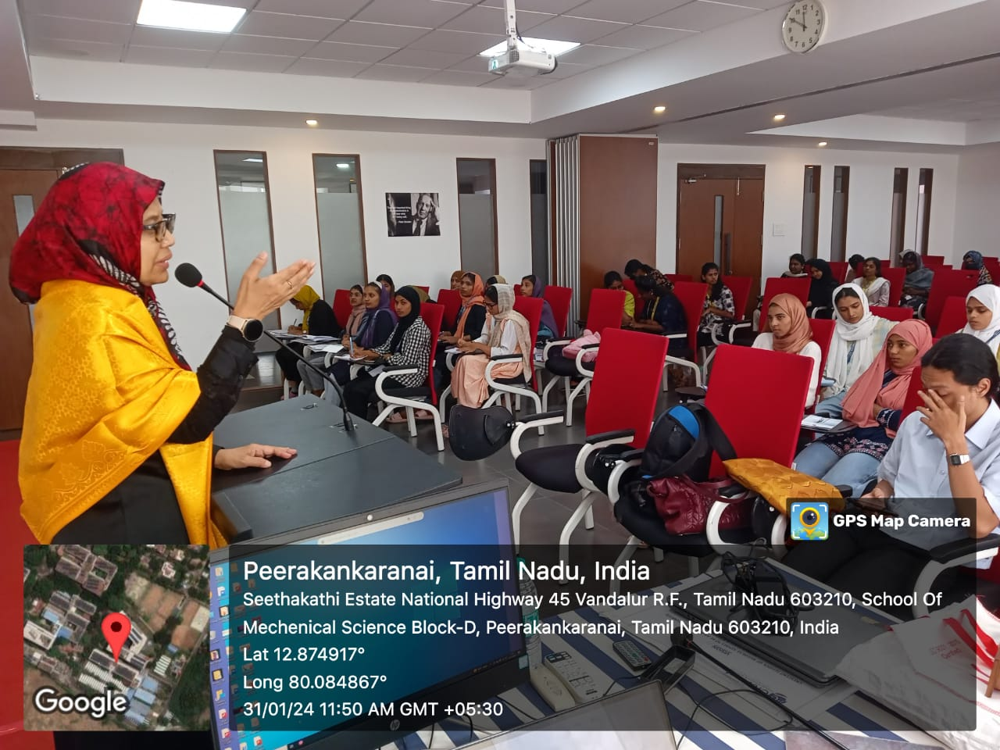 GPS Map Camera
Peerakankaranai, Tamil Nadu, India
Seethakathi Estate National Highway 45 Vandalur R.F., Tamil Nadu 603210, School Of
Mechenical Science Block-D, Peerakankaranai, Tamil Nadu 603210, India
Lat 12.874917°
Long 80.084867°
31/01/24 11:50 AM GMT +05:30
Google